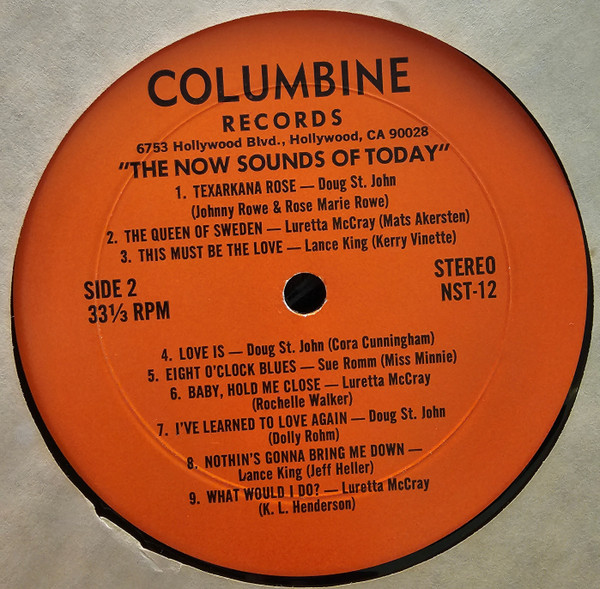 COLUMBINE
RECORDS
6753 Hollywood Blvd., Hollywood, CA 90028
"THE NOW SOUNDS OF TODAY"
1. TEXARKANA ROSE — Doug St. John
(Johnny Rowe & Rose Marie Rowe)
2. THE QUEEN OF SWEDEN — Luretta McCray (Mats Akersten)
3. THIS MUST BE THE LOVE — Lance King (Kerry Vinette)
SIDE 2
33⅓ RPM
STEREO
NST-12
4. LOVE IS — Doug St. John (Cora Cunningham)
5. EIGHT O'CLOCK BLUES — Sue Romm (Miss Minnie)
6. BABY, HOLD ME CLOSE — Luretta McCray
(Rochelle Walker)
7. I'VE LEARNED TO LOVE AGAIN — Doug St. John
(Dolly Rohm)
8. NOTHIN'S GONNA BRING ME DOWN —
Lance King (Jeff Heller)
9. WHAT WOULD I DO? — Luretta McCray
(K. L. Henderson)